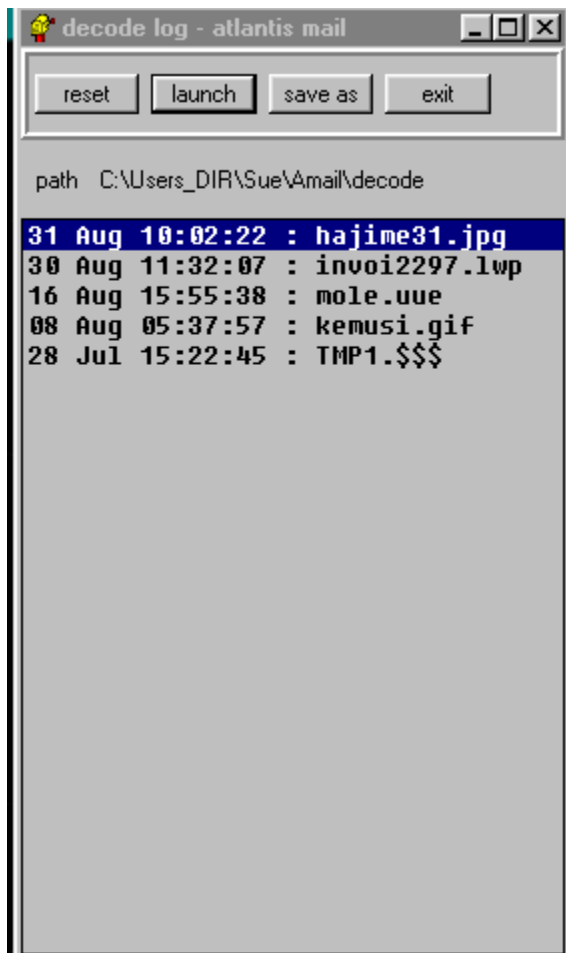 decode log - atlantis mail
reset launch save as exit
path C:\Users_DIR\Sue\Amail\decode
31 Aug 10:02:22 : hajime31.jpg
30 Aug 11:32:07 : invoi2297.lwp
16 Aug 15:55:38 : mole.uue
08 Aug 05:37:57 : kemusi.gif
28 Jul 15:22:45 : TMP1.$$$